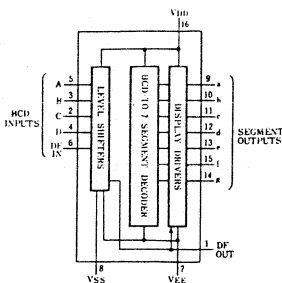 VDD
16
A 5
B 3
C 2
D 4
DF IN 6
BCD INPUTS
LEVEL SHIFTERS
BCD TO 7 SEGMENT DECODER
DISPLAY DRIVERS
9 a
10 b
11 c
12 d
13 e
15 f
14 g
SEGMENT OUTPUTS
1 DF OUT
8
VSS
7
VEE